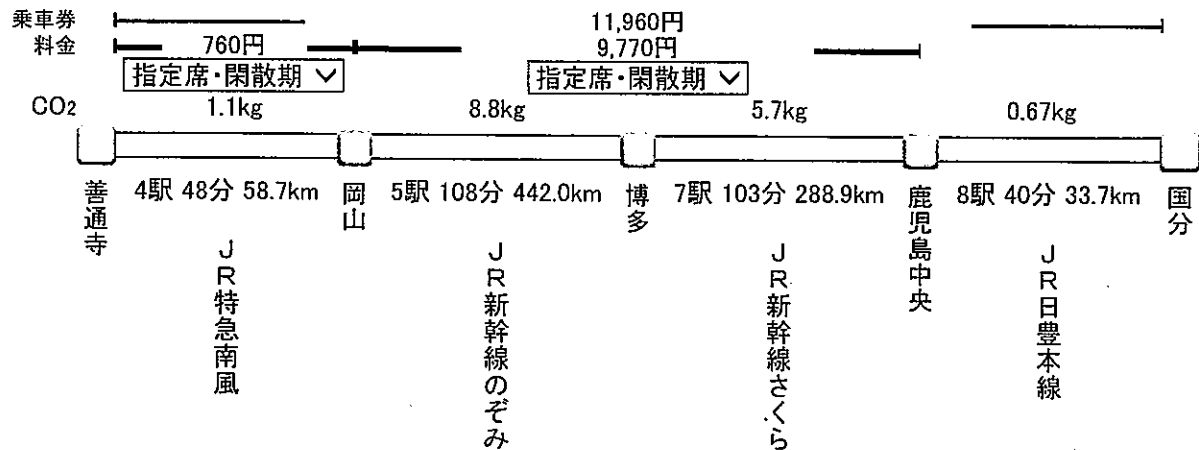 乗車券 11,960円
料金 760円 9,770円
指定席・閑散期 指定席・閑散期
CO2 1.1kg 8.8kg 5.7kg 0.67kg
4駅 48分 58.7km 5駅 108分 442.0km 7駅 103分 288.9km 8駅 40分 33.7km
善通寺
岡山
博多
鹿児島中央
国分
JR特急南風
JR新幹線のぞみ
JR新幹線さくら
JR日豊本線